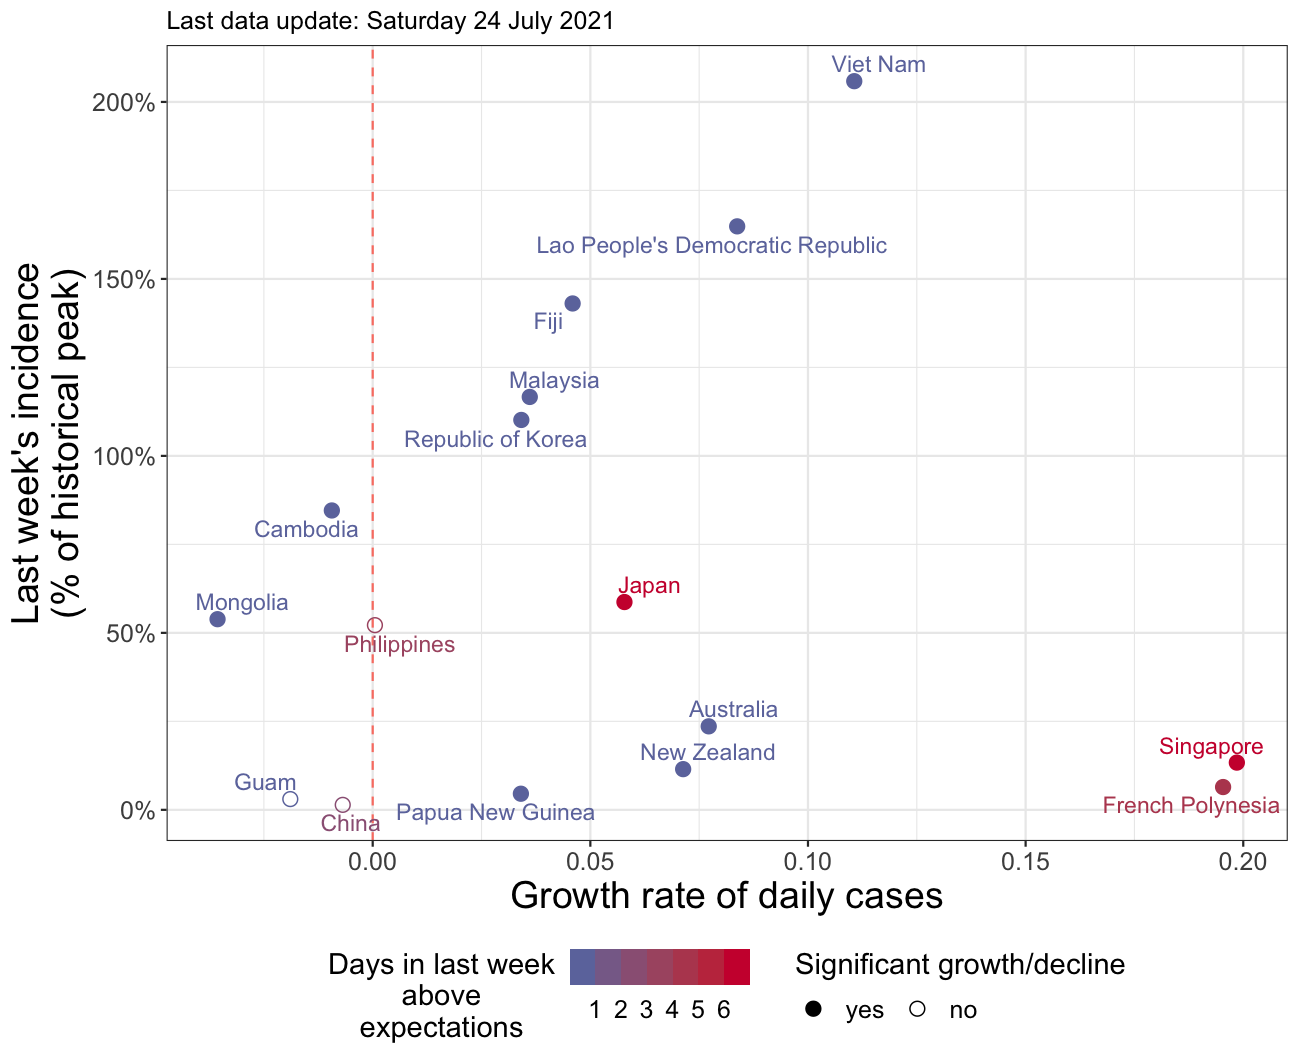 Last data update: Saturday 24 July 2021
Last week's incidence
(% of historical peak)
200%
150%
100%
50%
0%
Viet Nam
Lao People's Democratic Republic
Fiji
Malaysia
Republic of Korea
Cambodia
Japan
Mongolia
Philippines
Australia
Singapore
New Zealand
Guam
French Polynesia
Papua New Guinea
China
0.00 0.05 0.10 0.15 0.20
Growth rate of daily cases
Days in last week
above
expectations
1 2 3 4 5 6
Significant growth/decline
yes no